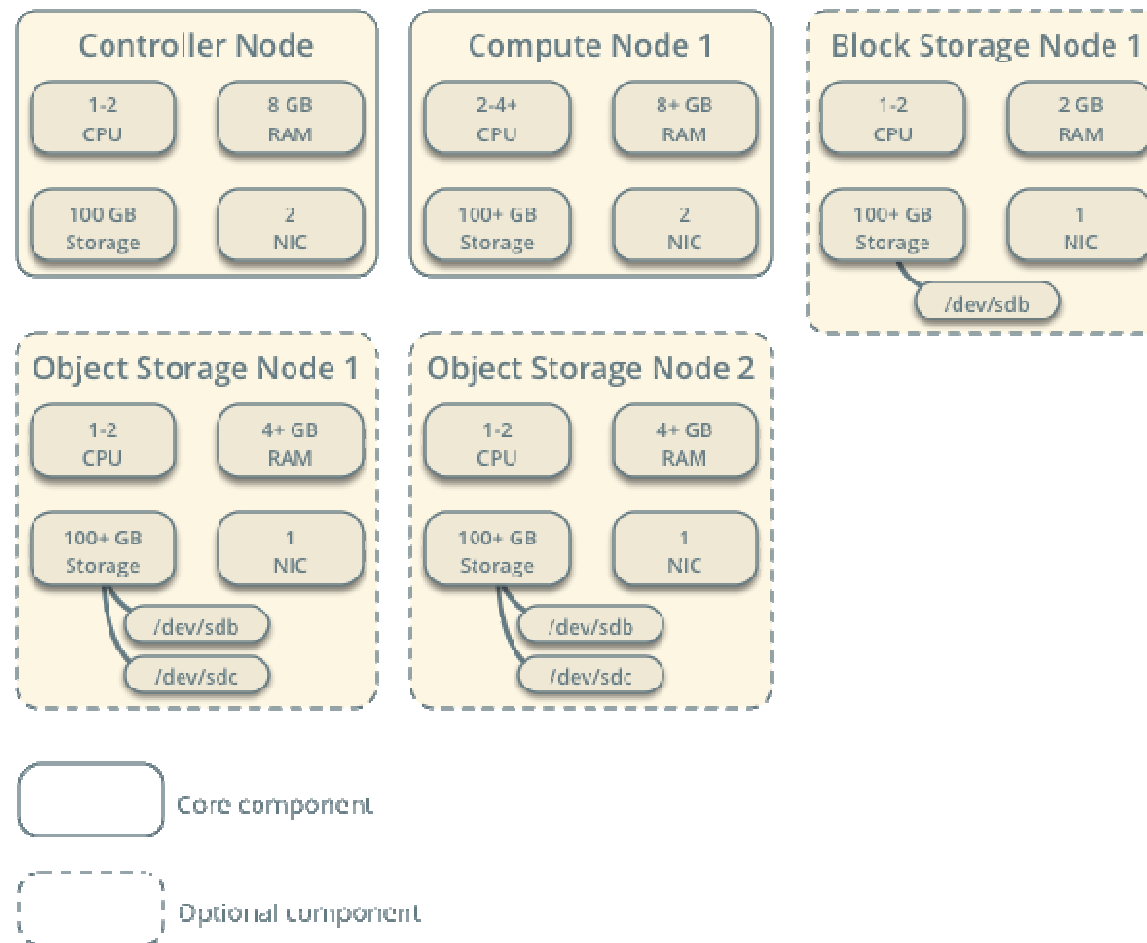 Controller Node
1-2
CPU
8 GB
RAM
100 GB
Storage
2
NIC
Compute Node 1
2-4+
CPU
8+ GB
RAM
100+ GB
Storage
2
NIC
Block Storage Node 1
1-2
CPU
2 GB
RAM
100+ GB
Storage
1
NIC
/dev/sdb
Object Storage Node 1
1-2
CPU
4+ GB
RAM
100+ GB
Storage
1
NIC
/dev/sdb
/dev/sdc
Object Storage Node 2
1-2
CPU
4+ GB
RAM
100+ GB
Storage
1
NIC
/dev/sdb
/dev/sdc
Core component
Optional component